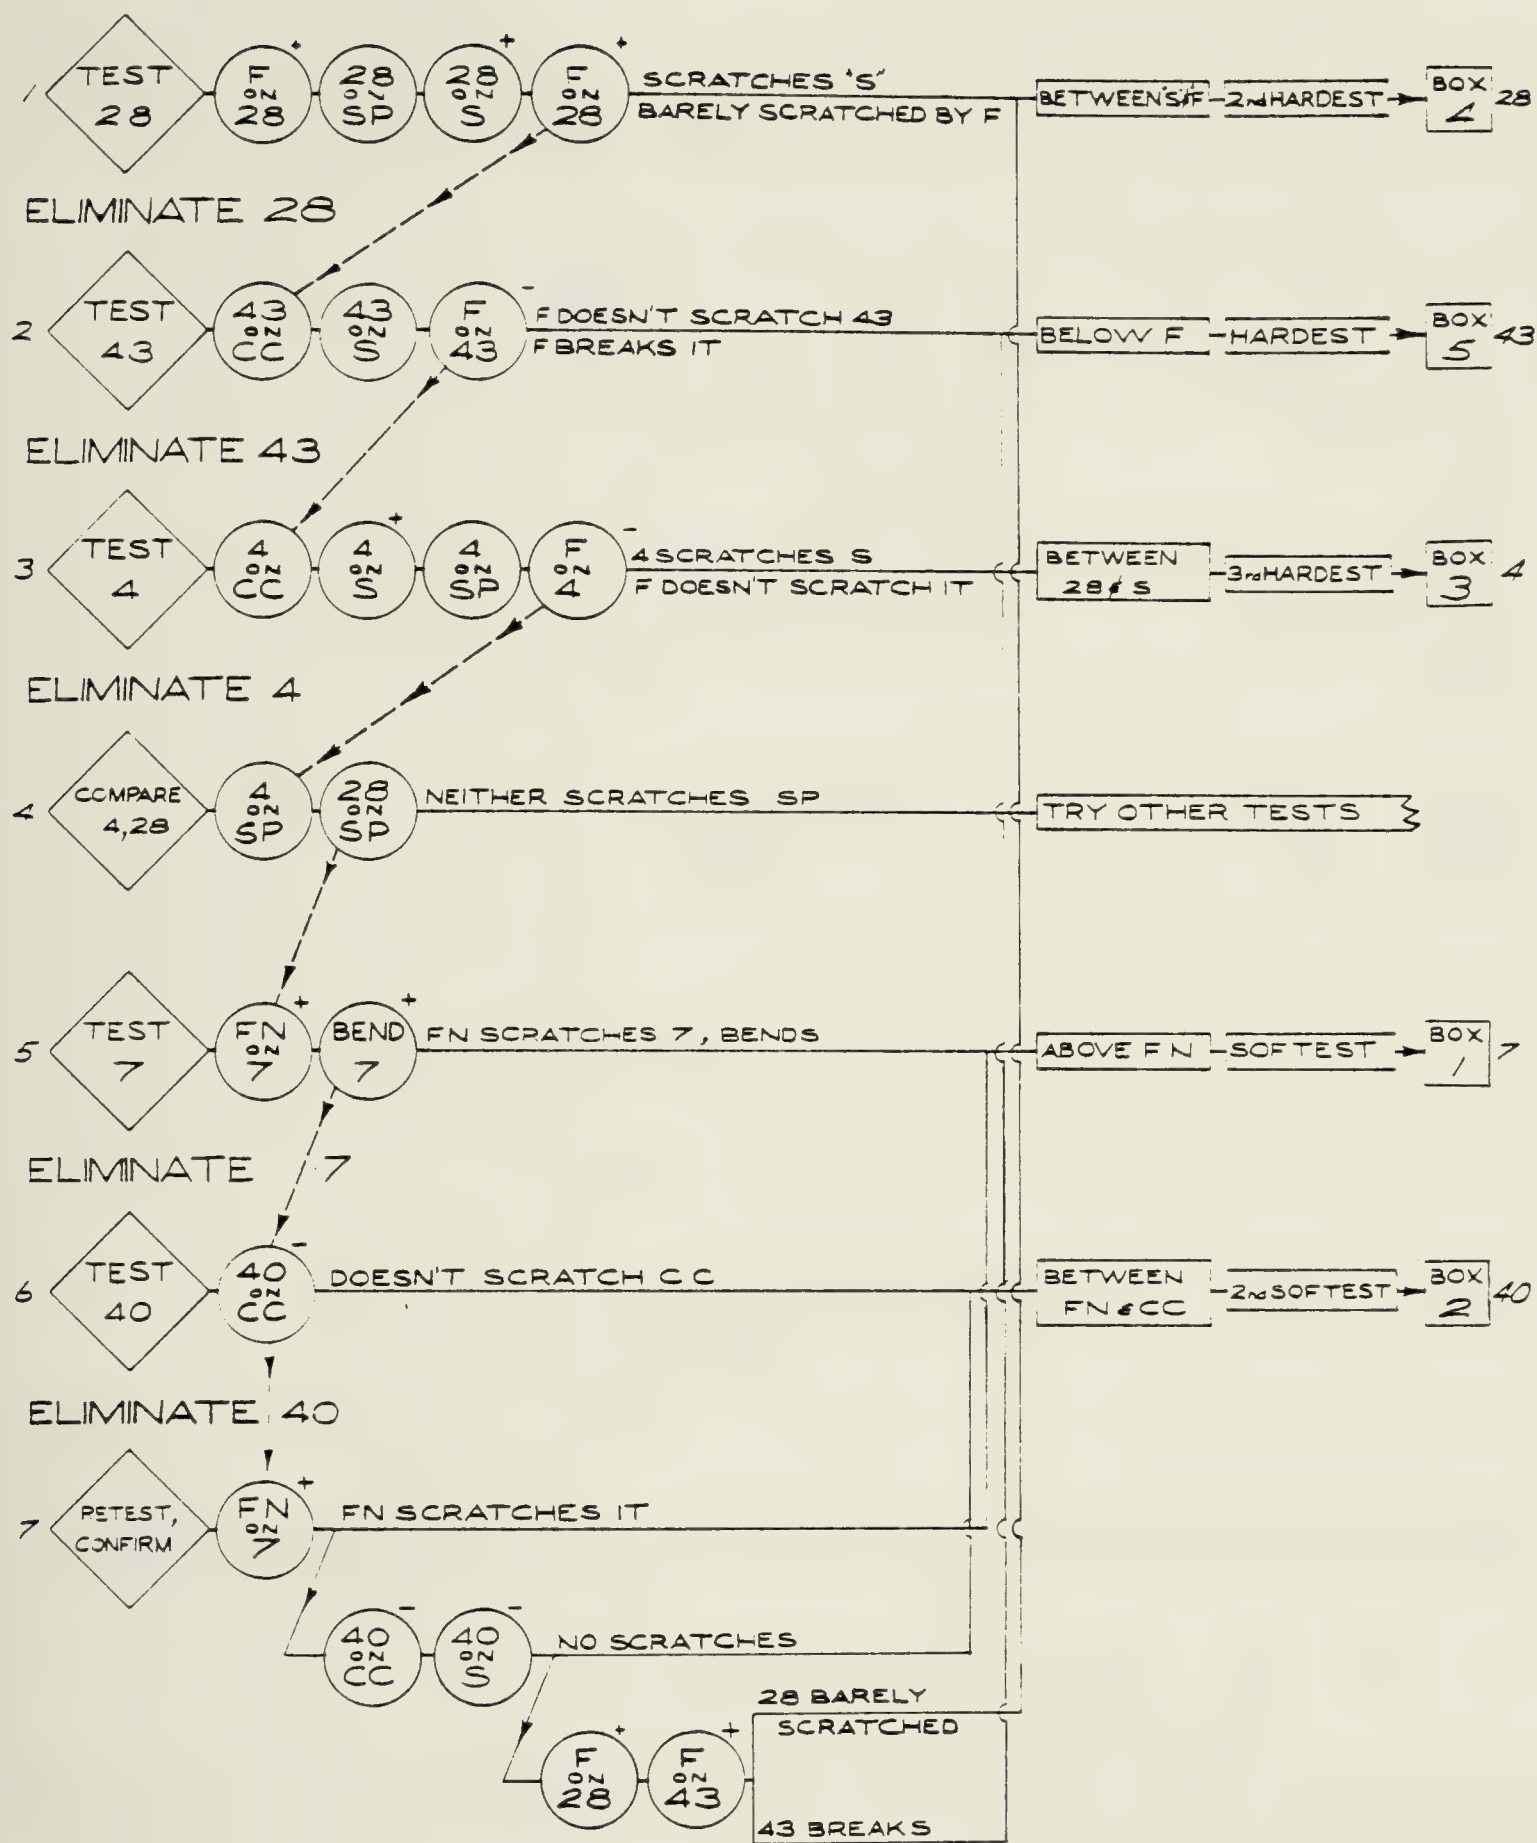 1
TEST
28
F
ON
28
+
28
ON
SP
28
ON
S
+
F
ON
28
+
SCRATCHES 'S'
BARELY SCRATCHED BY F
BETWEEN S & F
2nd HARDEST
BOX
4
28
ELIMINATE 28
2
TEST
43
43
ON
CC
43
ON
S
F
ON
43
-
F DOESN'T SCRATCH 43
F BREAKS IT
BELOW F
HARDEST
BOX
5
43
ELIMINATE 43
3
TEST
4
4
ON
CC
4
ON
S
+
4
ON
SP
F
ON
4
-
4 SCRATCHES S
F DOESN'T SCRATCH IT
BETWEEN
28 & S
3rd HARDEST
BOX
3
4
ELIMINATE 4
4
COMPARE
4,28
4
ON
SP
28
ON
SP
NEITHER SCRATCHES SP
TRY OTHER TESTS
5
TEST
7
FN
ON
7
+
BEND
7
+
FN SCRATCHES 7, BENDS
ABOVE FN
SOFTEST
BOX
1
7
ELIMINATE 7
6
TEST
40
40
ON
CC
-
DOESN'T SCRATCH CC
BETWEEN
FN & CC
2nd SOFTEST
BOX
2
40
ELIMINATE 40
7
RETEST,
CONFIRM
FN
ON
7
+
FN SCRATCHES IT
40
ON
CC
-
40
ON
S
-
NO SCRATCHES
F
ON
28
+
F
ON
43
+
28 BARELY
SCRATCHED
43 BREAKS